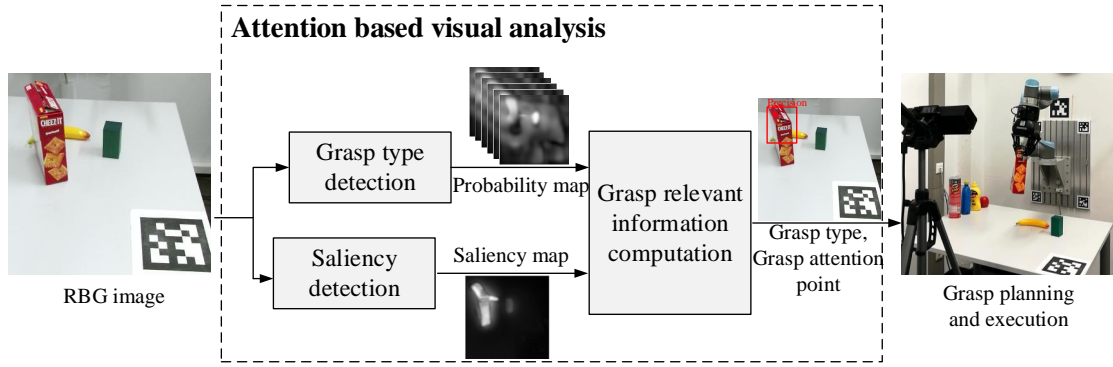 Attention based visual analysis
Precision
CHEEZ IT
Grasp type
detection
Probability map
Grasp relevant
information
computation
Saliency
detection
Saliency map
Grasp type,
Grasp attention
point
RBG image
Grasp planning
and execution